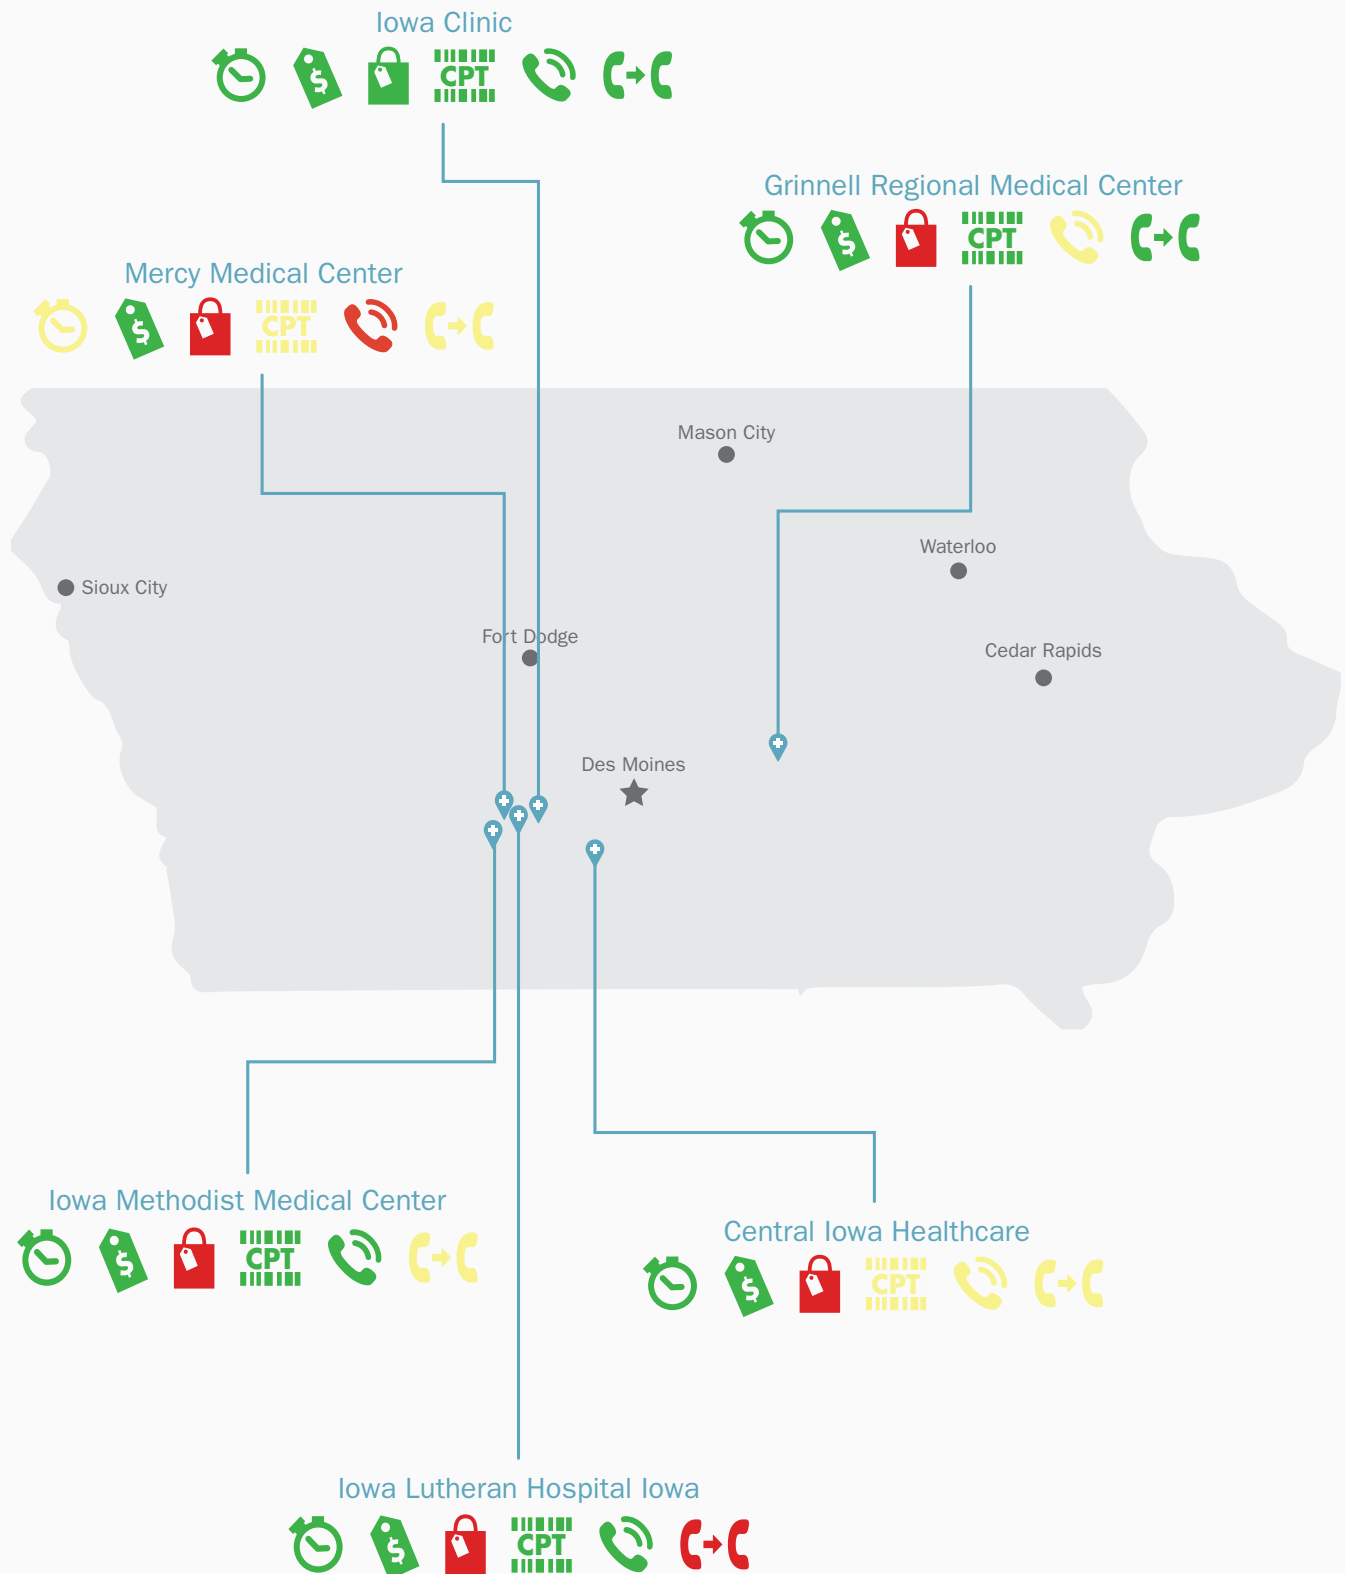 Iowa Clinic
$
CPT
Grinnell Regional Medical Center
$
CPT
Mercy Medical Center
$
CPT
Mason City
Waterloo
Sioux City
Fort Dodge
Cedar Rapids
Des Moines
Iowa Methodist Medical Center
$
CPT
Central Iowa Healthcare
$
CPT
Iowa Lutheran Hospital Iowa
$
CPT